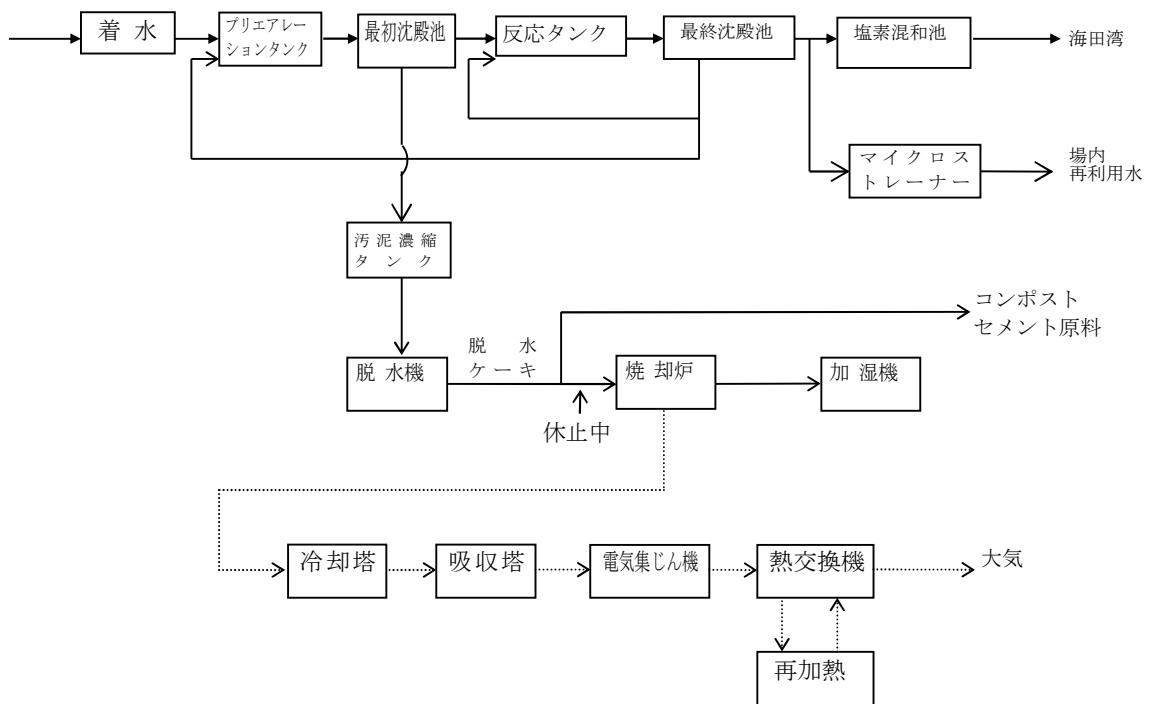 着 水
プリエアレー
ションタンク
最初沈殿池
反応タンク
最終沈殿池
塩素混和池
海田湾
マイクロス
トレーナー
場内
再利用水
汚泥濃縮
タンク
コンポスト
セメント原料
脱 水
ケーキ
脱 水機
焼 却炉
加 湿機
休止中
冷却塔
吸収塔
電気集じん機
熱交換機
大気
再加熱